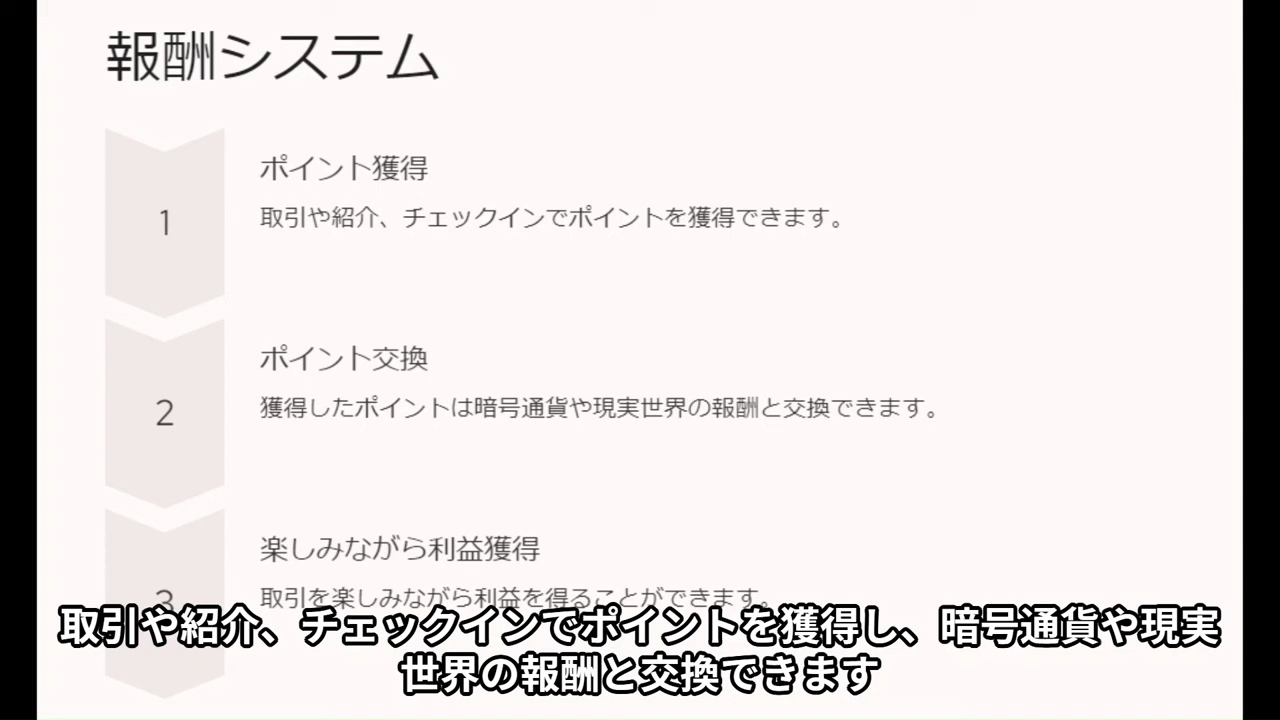 報酬システム
1
ポイント獲得
取引や紹介、チェックインでポイントを獲得できます。
2
ポイント交換
獲得したポイントは暗号通貨や現実世界の報酬と交換できます。
3
楽しみながら利益獲得
取引を楽しみながら利益を得ることができます。
取引や紹介、チェックインでポイントを獲得し、暗号通貨や現実
世界の報酬と交換できます